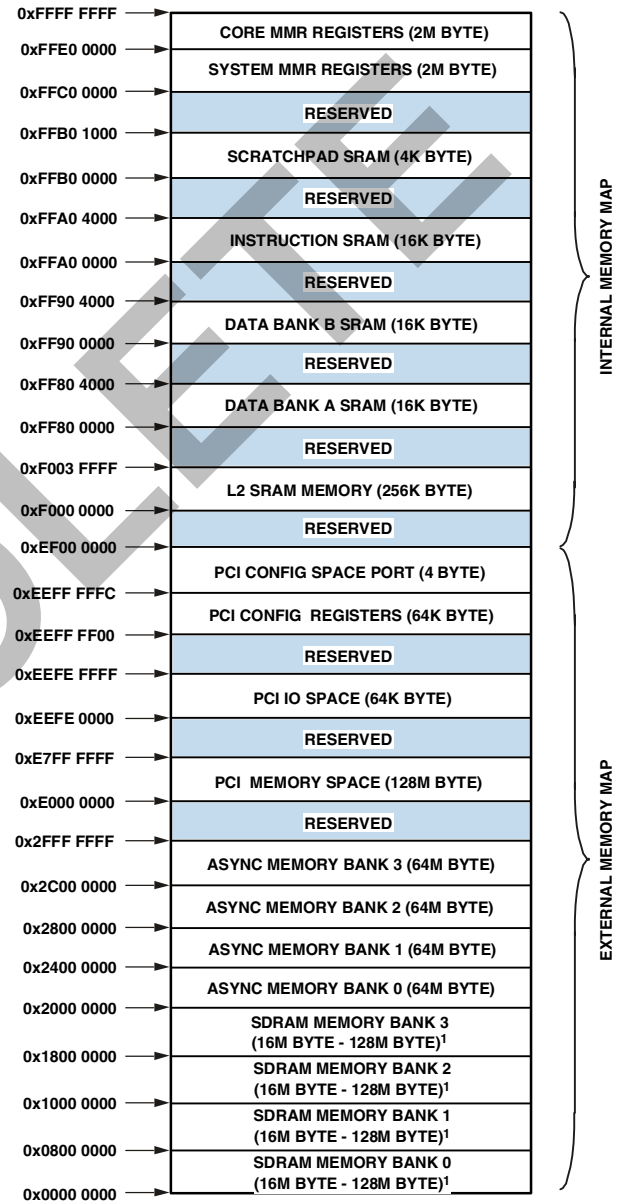 0xFFFF FFFF
CORE MMR REGISTERS (2M BYTE)
0xFFE0 0000
SYSTEM MMR REGISTERS (2M BYTE)
0xFFC0 0000
RESERVED
0xFFB0 1000
SCRATCHPAD SRAM (4K BYTE)
0xFFB0 0000
RESERVED
0xFFA0 4000
INSTRUCTION SRAM (16K BYTE)
0xFFA0 0000
RESERVED
0xFF90 4000
DATA BANK B SRAM (16K BYTE)
0xFF90 0000
RESERVED
0xFF80 4000
DATA BANK A SRAM (16K BYTE)
0xFF80 0000
RESERVED
0xF003 FFFF
L2 SRAM MEMORY (256K BYTE)
0xF000 0000
RESERVED
0xEF00 0000
INTERNAL MEMORY MAP
PCI CONFIG SPACE PORT (4 BYTE)
0xEEFF FFFC
PCI CONFIG REGISTERS (64K BYTE)
0xEEFF FF00
RESERVED
0xEEFE FFFF
PCI IO SPACE (64K BYTE)
0xEEFE 0000
RESERVED
0xE7FF FFFF
PCI MEMORY SPACE (128M BYTE)
0xE000 0000
RESERVED
0x2FFF FFFF
ASYNC MEMORY BANK 3 (64M BYTE)
0x2C00 0000
ASYNC MEMORY BANK 2 (64M BYTE)
0x2800 0000
ASYNC MEMORY BANK 1 (64M BYTE)
0x2400 0000
ASYNC MEMORY BANK 0 (64M BYTE)
0x2000 0000
SDRAM MEMORY BANK 3
(16M BYTE - 128M BYTE)¹
0x1800 0000
SDRAM MEMORY BANK 2
(16M BYTE - 128M BYTE)¹
0x1000 0000
SDRAM MEMORY BANK 1
(16M BYTE - 128M BYTE)¹
0x0800 0000
SDRAM MEMORY BANK 0
(16M BYTE - 128M BYTE)¹
0x0000 0000
EXTERNAL MEMORY MAP
OLETE